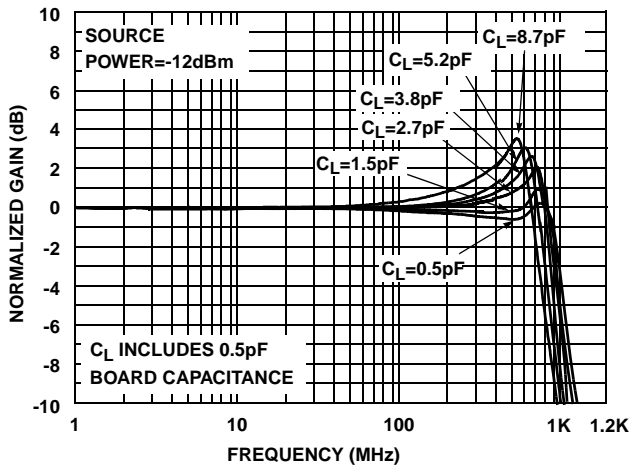 10
8
6
4
2
0
-2
-4
-6
-8
-10
NORMALIZED GAIN (dB)
SOURCE
POWER=-12dBm
CL=8.7pF
CL=5.2pF
CL=3.8pF
CL=2.7pF
CL=1.5pF
CL=0.5pF
CL INCLUDES 0.5pF
BOARD CAPACITANCE
1
10
100
1K
1.2K
FREQUENCY (MHz)